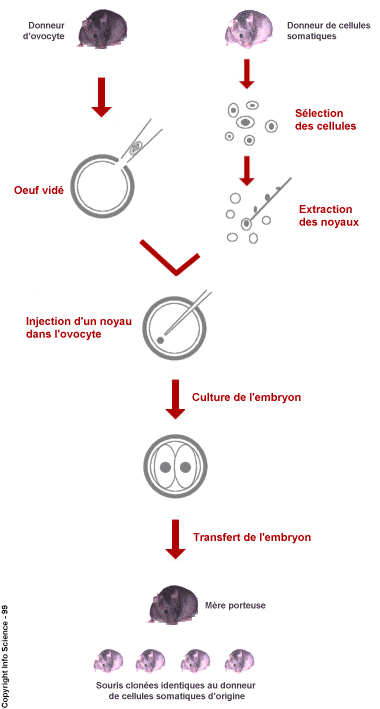 Donneur
d'ovocyte
Donneur de cellules
somatiques
Sélection
des cellules
Oeuf vidé
Extraction
des noyaux
Injection d'un noyau
dans l'ovocyte
Culture de l'embryon
Transfert de l'embryon
Mère porteuse
Souris clonées identiques au donneur
de cellules somatiques d'origine
Copyright Info Science - 99